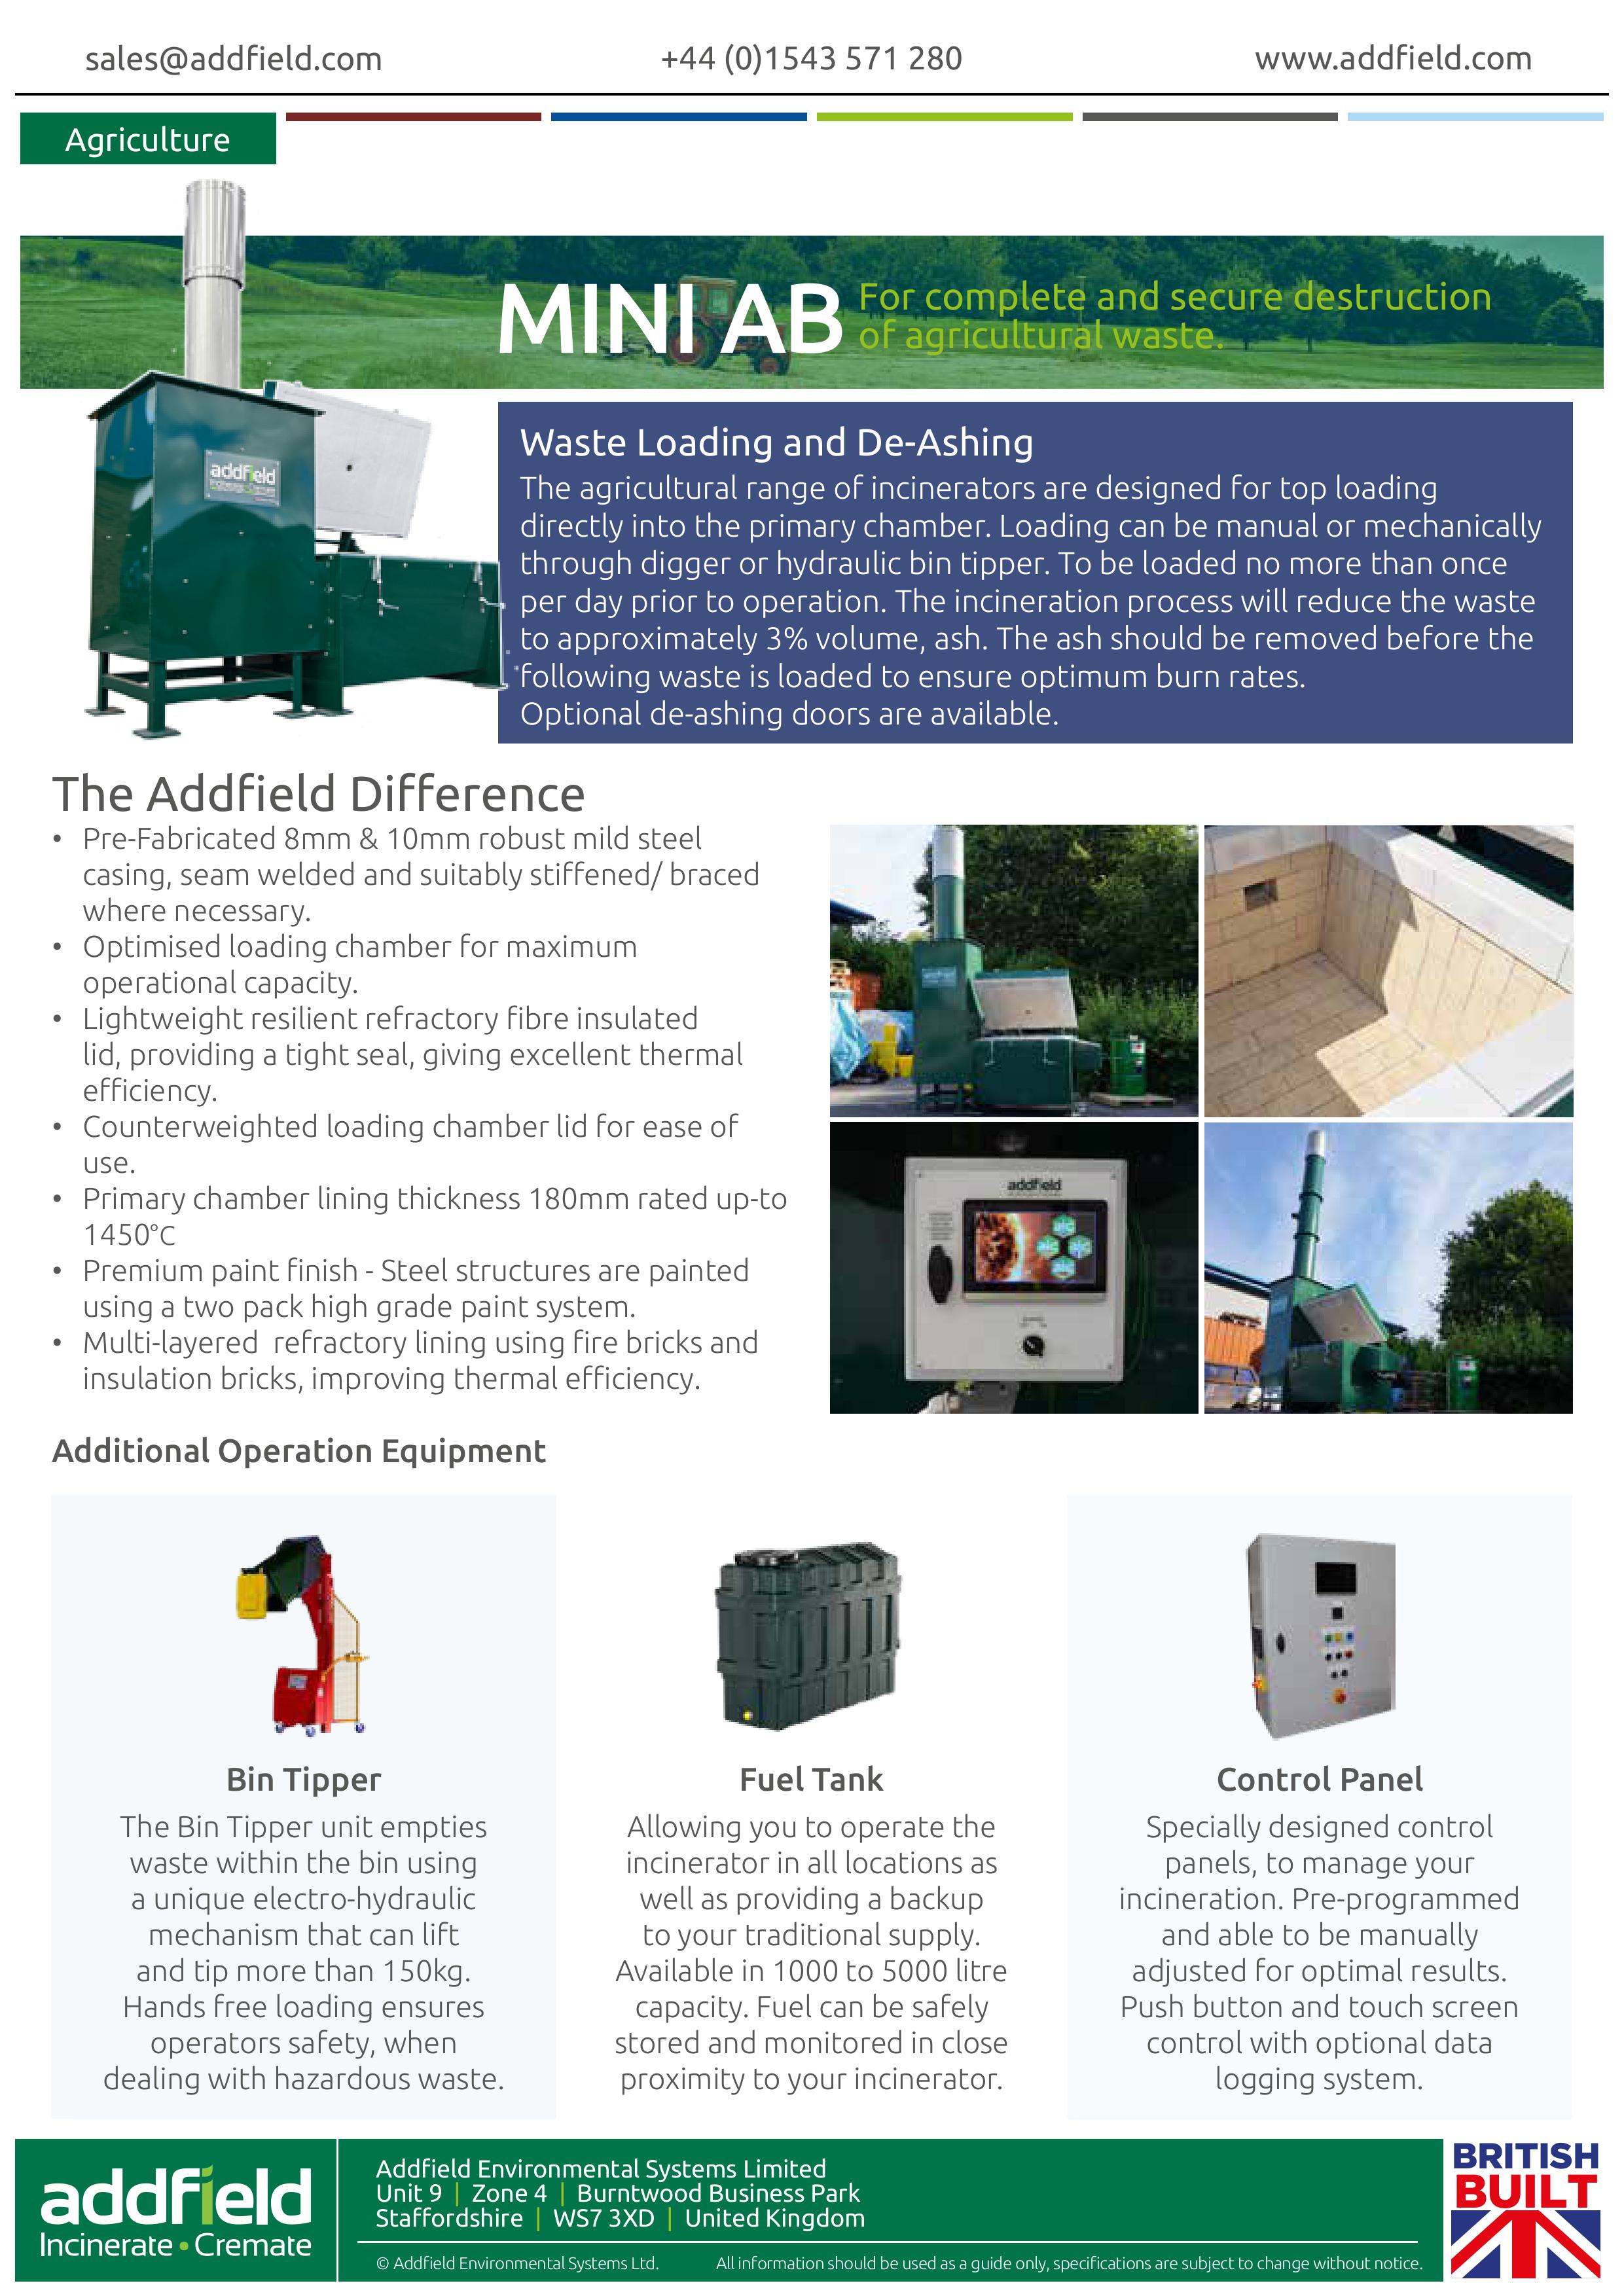 sales@addfield.com
+44 (0)1543 571 280
www.addfield.com
Agriculture
MINI AB
For complete and secure destruction
of agricultural waste.
addfield
Waste Loading and De-Ashing
The agricultural range of incinerators are designed for top loading
directly into the primary chamber. Loading can be manual or mechanically
through digger or hydraulic bin tipper. To be loaded no more than once
per day prior to operation. The incineration process will reduce the waste
to approximately 3% volume, ash. The ash should be removed before the
following waste is loaded to ensure optimum burn rates.
Optional de-ashing doors are available.
The Addfield Difference
• Pre-Fabricated 8mm & 10mm robust mild steel
casing, seam welded and suitably stiffened/ braced
where necessary.
• Optimised loading chamber for maximum
operational capacity.
• Lightweight resilient refractory fibre insulated
lid, providing a tight seal, giving excellent thermal
efficiency.
• Counterweighted loading chamber lid for ease of
use.
• Primary chamber lining thickness 180mm rated up-to
1450°C
• Premium paint finish - Steel structures are painted
using a two pack high grade paint system.
• Multi-layered  refractory lining using fire bricks and
insulation bricks, improving thermal efficiency.
addfield
Additional Operation Equipment
Bin Tipper
The Bin Tipper unit empties
waste within the bin using
a unique electro-hydraulic
mechanism that can lift
and tip more than 150kg.
Hands free loading ensures
operators safety, when
dealing with hazardous waste.
Fuel Tank
Allowing you to operate the
incinerator in all locations as
well as providing a backup
to your traditional supply.
Available in 1000 to 5000 litre
capacity. Fuel can be safely
stored and monitored in close
proximity to your incinerator.
Control Panel
Specially designed control
panels, to manage your
incineration. Pre-programmed
and able to be manually
adjusted for optimal results.
Push button and touch screen
control with optional data
logging system.
addfield
Incinerate • Cremate
Addfield Environmental Systems Limited
Unit 9 | Zone 4 | Burntwood Business Park
Staffordshire | WS7 3XD | United Kingdom
© Addfield Environmental Systems Ltd.
All information should be used as a guide only, specifications are subject to change without notice.
BRITISH
BUILT